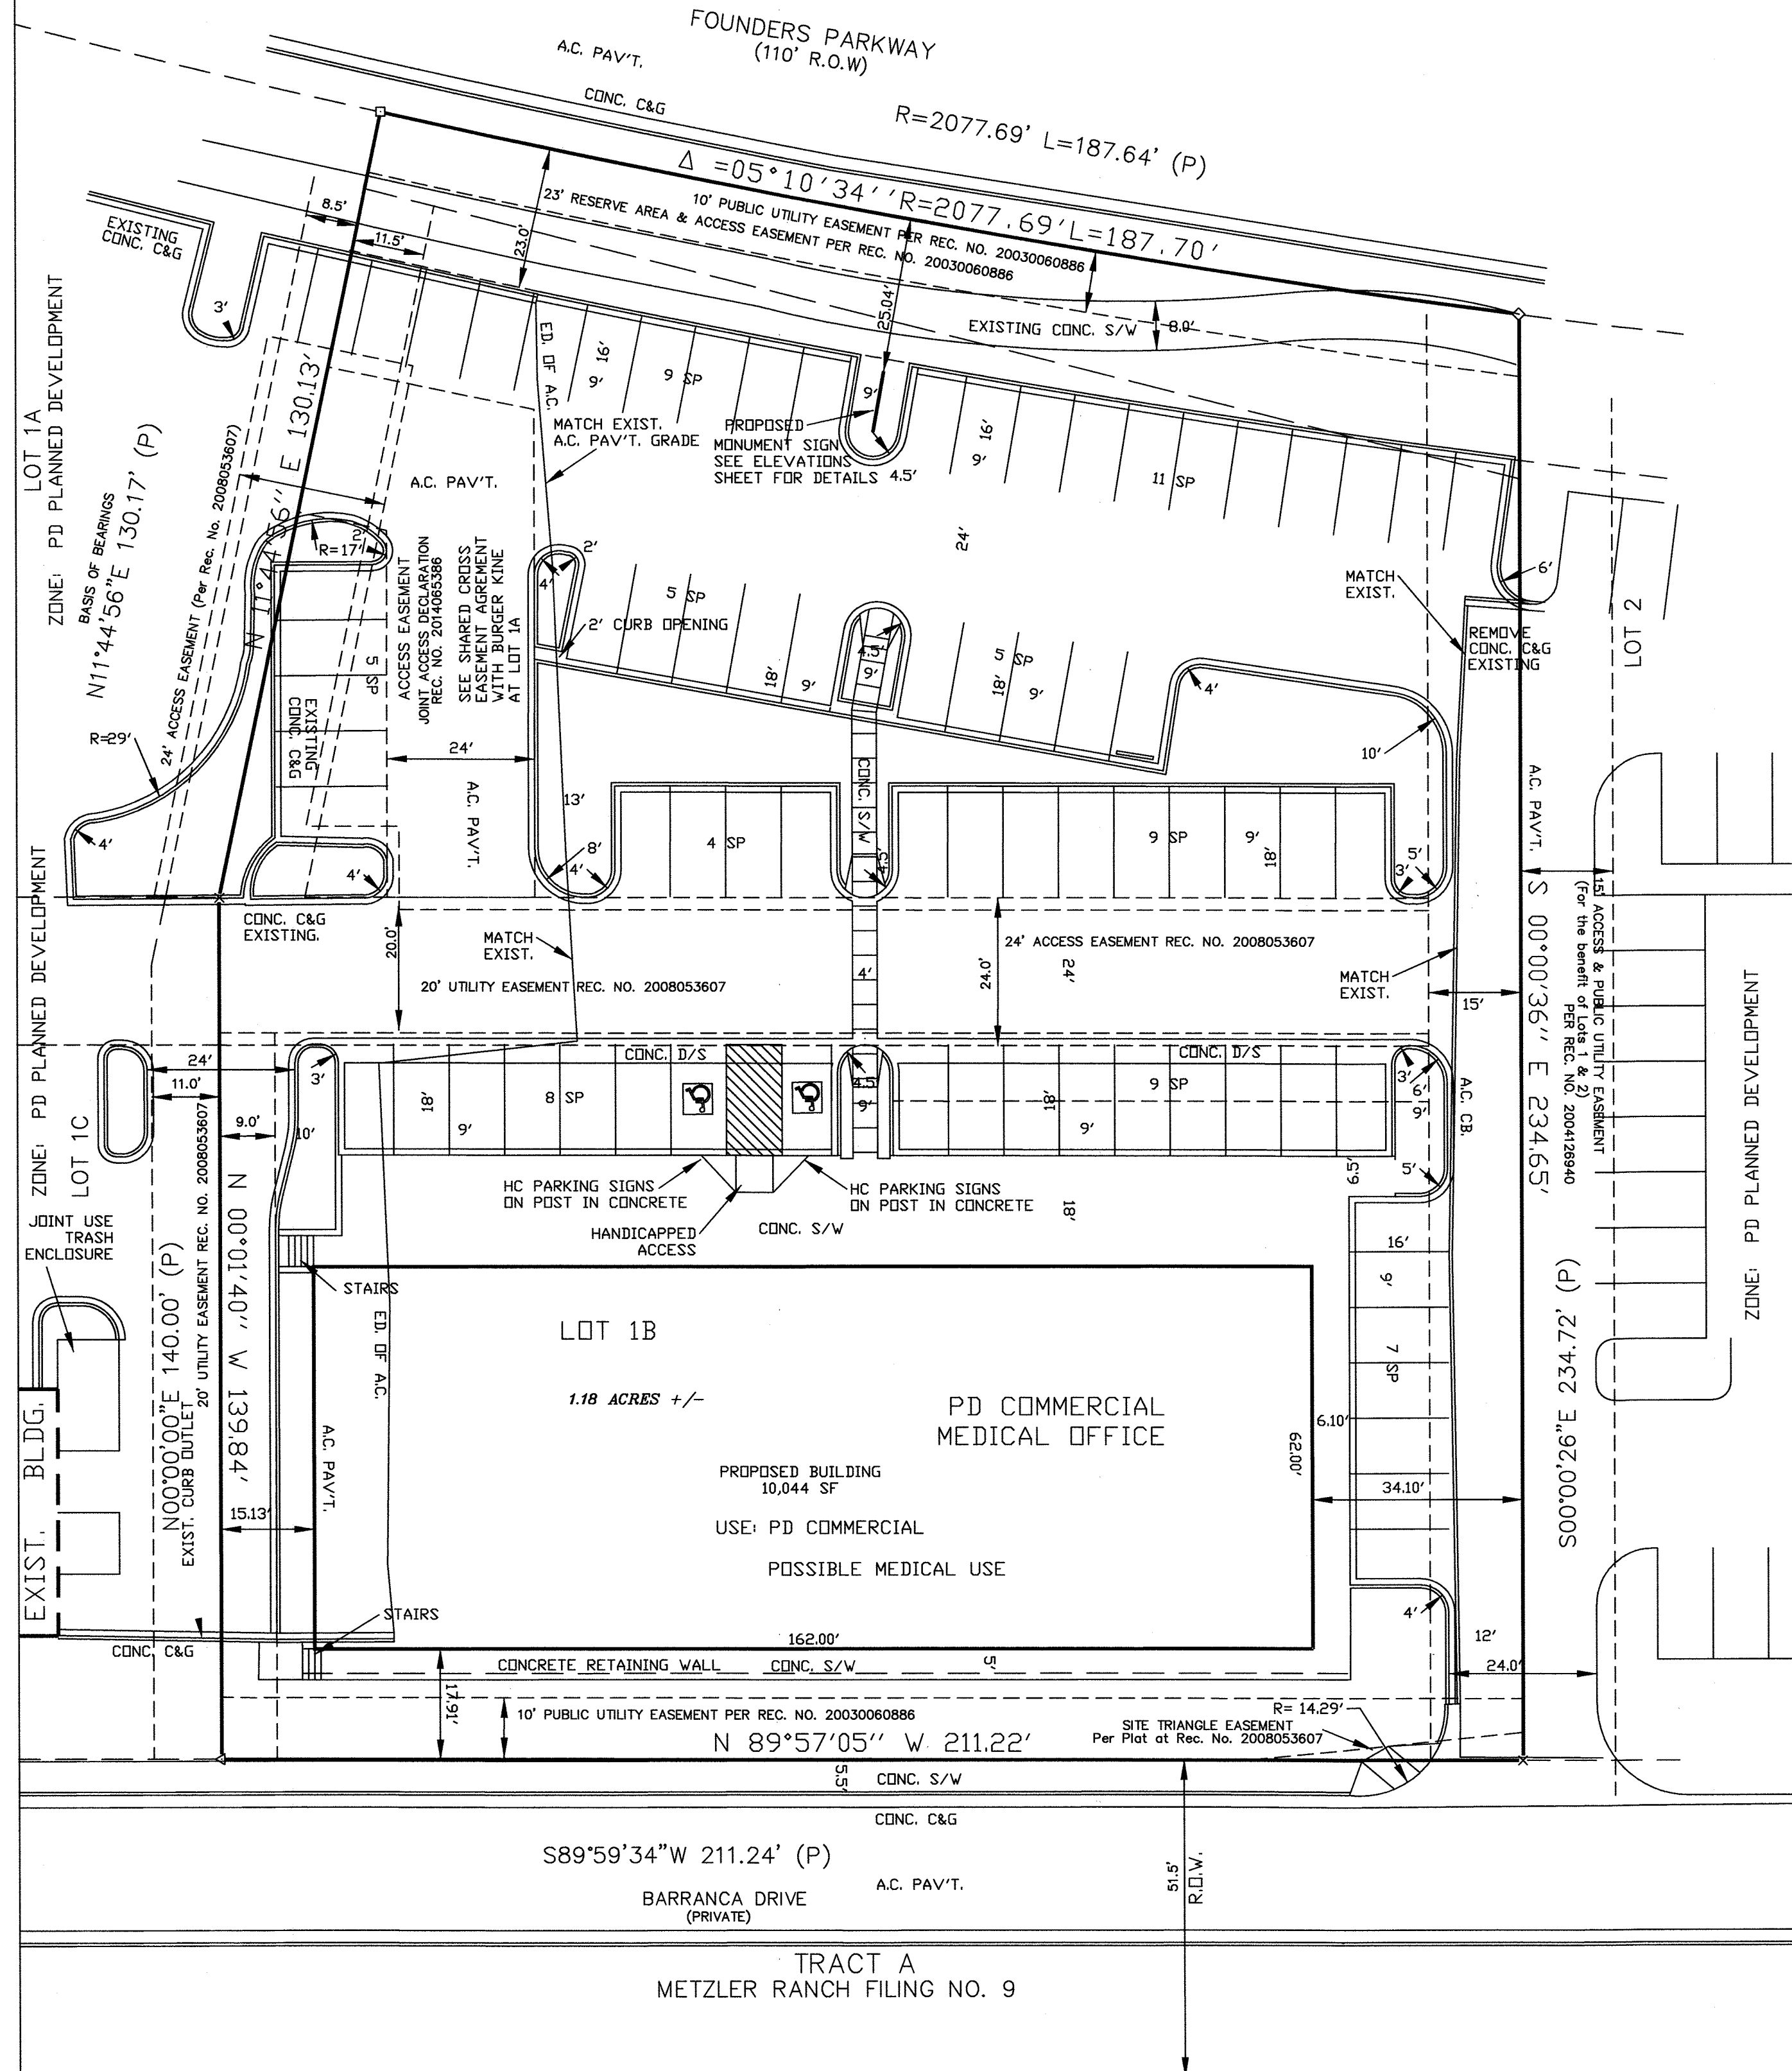 FOUNDERS PARKWAY
(110' R.O.W)
A.C. PAV'T.
CONC. C&G
R=2077.69' L=187.64' (P)
Δ =05°10'34''R=2077.69'L=187.70'
10' PUBLIC UTILITY EASEMENT PER REC. NO. 20030060886
23' RESERVE AREA & ACCESS EASEMENT PER REC. NO. 20030060886
8.5'
11.5'
23.0'
25.04'
EXISTING
CONC. C&G
3'
EXISTING CONC. S/W
8.0'
LOT 1A
ZONE: PD PLANNED DEVELOPMENT
BASIS OF BEARINGS
N11°44'56"E 130.17' (P)
N 11°44'56'' E 130.13'
24' ACCESS EASEMENT (Per Rec. No. 2008053607)
ED. OF A.C.
16'
9'
9 SP
MATCH EXIST.
A.C. PAV'T. GRADE
9'
PROPOSED
MONUMENT SIGN
SEE ELEVATIONS
SHEET FOR DETAILS
4.5'
16'
9'
11 SP
A.C. PAV'T.
24'
R=17'
2'
ACCESS EASEMENT
JOINT ACCESS DECLARATION
REC. NO. 2014065386
SEE SHARED CROSS
EASEMENT AGREMENT
WITH BURGER KINE
AT LOT 1A
2'
4'
5 SP
2' CURB OPENING
18'
9'
4.5'
9'
5 SP
18'
9'
4'
10'
MATCH
EXIST.
6'
REMOVE
CONC. C&G
EXISTING
LOT 2
5 SP
EXISTING
CONC. C&G
R=29'
4'
24'
A.C. PAV'T.
13'
8'
4'
4 SP
CONC. S/W
4.5'
9 SP
9'
18'
5'
3'
A.C. PAV'T.
15' ACCESS & PUBLIC UTILITY EASEMENT
(For the benefit of Lots 1 & 2)
PER REC. NO. 2004126940
4'
CONC. C&G
EXISTING.
20.0'
MATCH
EXIST.
20' UTILITY EASEMENT REC. NO. 2008053607
4'
24.0'
24' ACCESS EASEMENT REC. NO. 2008053607
24'
MATCH
EXIST.
15'
S 00°00'36'' E 234.65'
S00°00'26"E 234.72' (P)
ZONE: PD PLANNED DEVELOPMENT
ZONE: PD PLANNED DEVELOPMENT
LOT 1C
24'
11.0'
9.0'
10'
3'
18'
9'
8 SP
CONC. D/S
4.5'
9'
CONC. D/S
9 SP
18'
9'
3'
6'
9'
5'
6.5'
A.C. CB.
HC PARKING SIGNS
ON POST IN CONCRETE
HANDICAPPED
ACCESS
CONC. S/W
HC PARKING SIGNS
ON POST IN CONCRETE
18'
JOINT USE
TRASH
ENCLOSURE
20' UTILITY EASEMENT REC. NO. 2008053607
N 00°01'40'' W 139.84'
N00°00'00"E 140.00' (P)
EXIST. CURB OUTLET
STAIRS
ED. OF A.C.
A.C. PAV'T.
LOT 1B
1.18 ACRES +/-
PD COMMERCIAL
MEDICAL OFFICE
PROPOSED BUILDING
10,044 SF
USE: PD COMMERCIAL
POSSIBLE MEDICAL USE
62.00'
6.10'
16'
9'
7 SP
34.10'
15.13'
EXIST. BLDG.
STAIRS
CONC. C&G
162.00'
CONCRETE RETAINING WALL
CONC. S/W
5'
4'
12'
24.0'
17.91'
10' PUBLIC UTILITY EASEMENT PER REC. NO. 20030060886
R= 14.29'
SITE TRIANGLE EASEMENT
Per Plat at Rec. No. 2008053607
N 89°57'05'' W 211.22'
5.5'
CONC. S/W
CONC. C&G
S89°59'34"W 211.24' (P)
A.C. PAV'T.
BARRANCA DRIVE
(PRIVATE)
51.5'
R.O.W.
TRACT A
METZLER RANCH FILING NO. 9